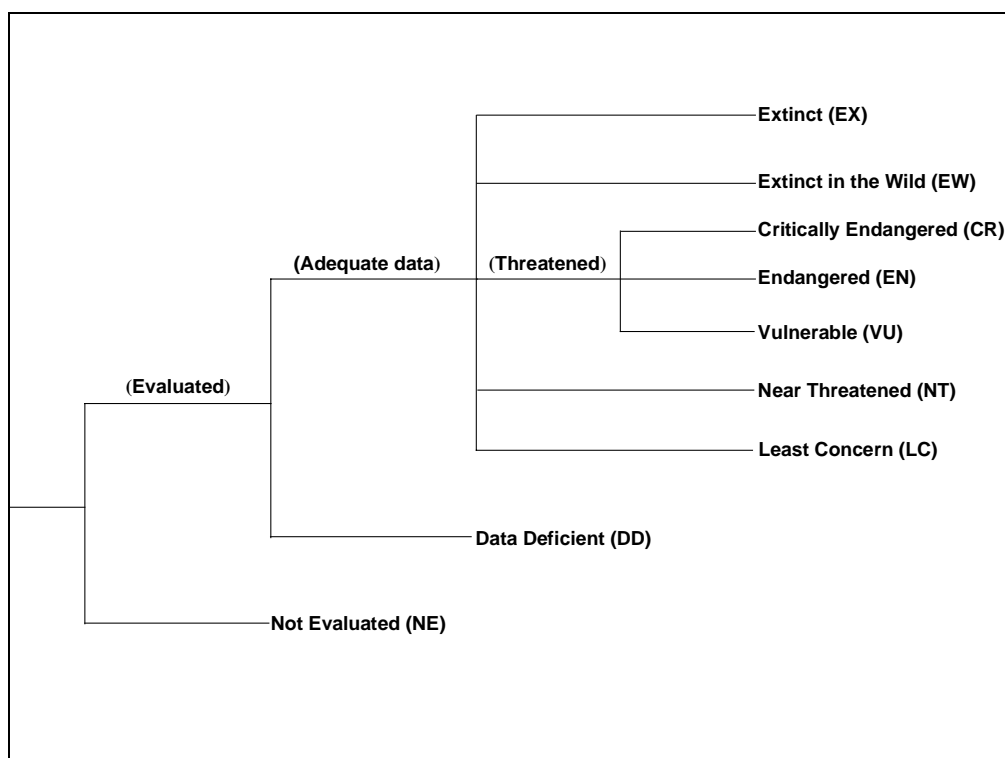 Extinct (EX)
Extinct in the Wild (EW)
Critically Endangered (CR)
(Adequate data)
(Threatened)
Endangered (EN)
Vulnerable (VU)
(Evaluated)
Near Threatened (NT)
Least Concern (LC)
Data Deficient (DD)
Not Evaluated (NE)